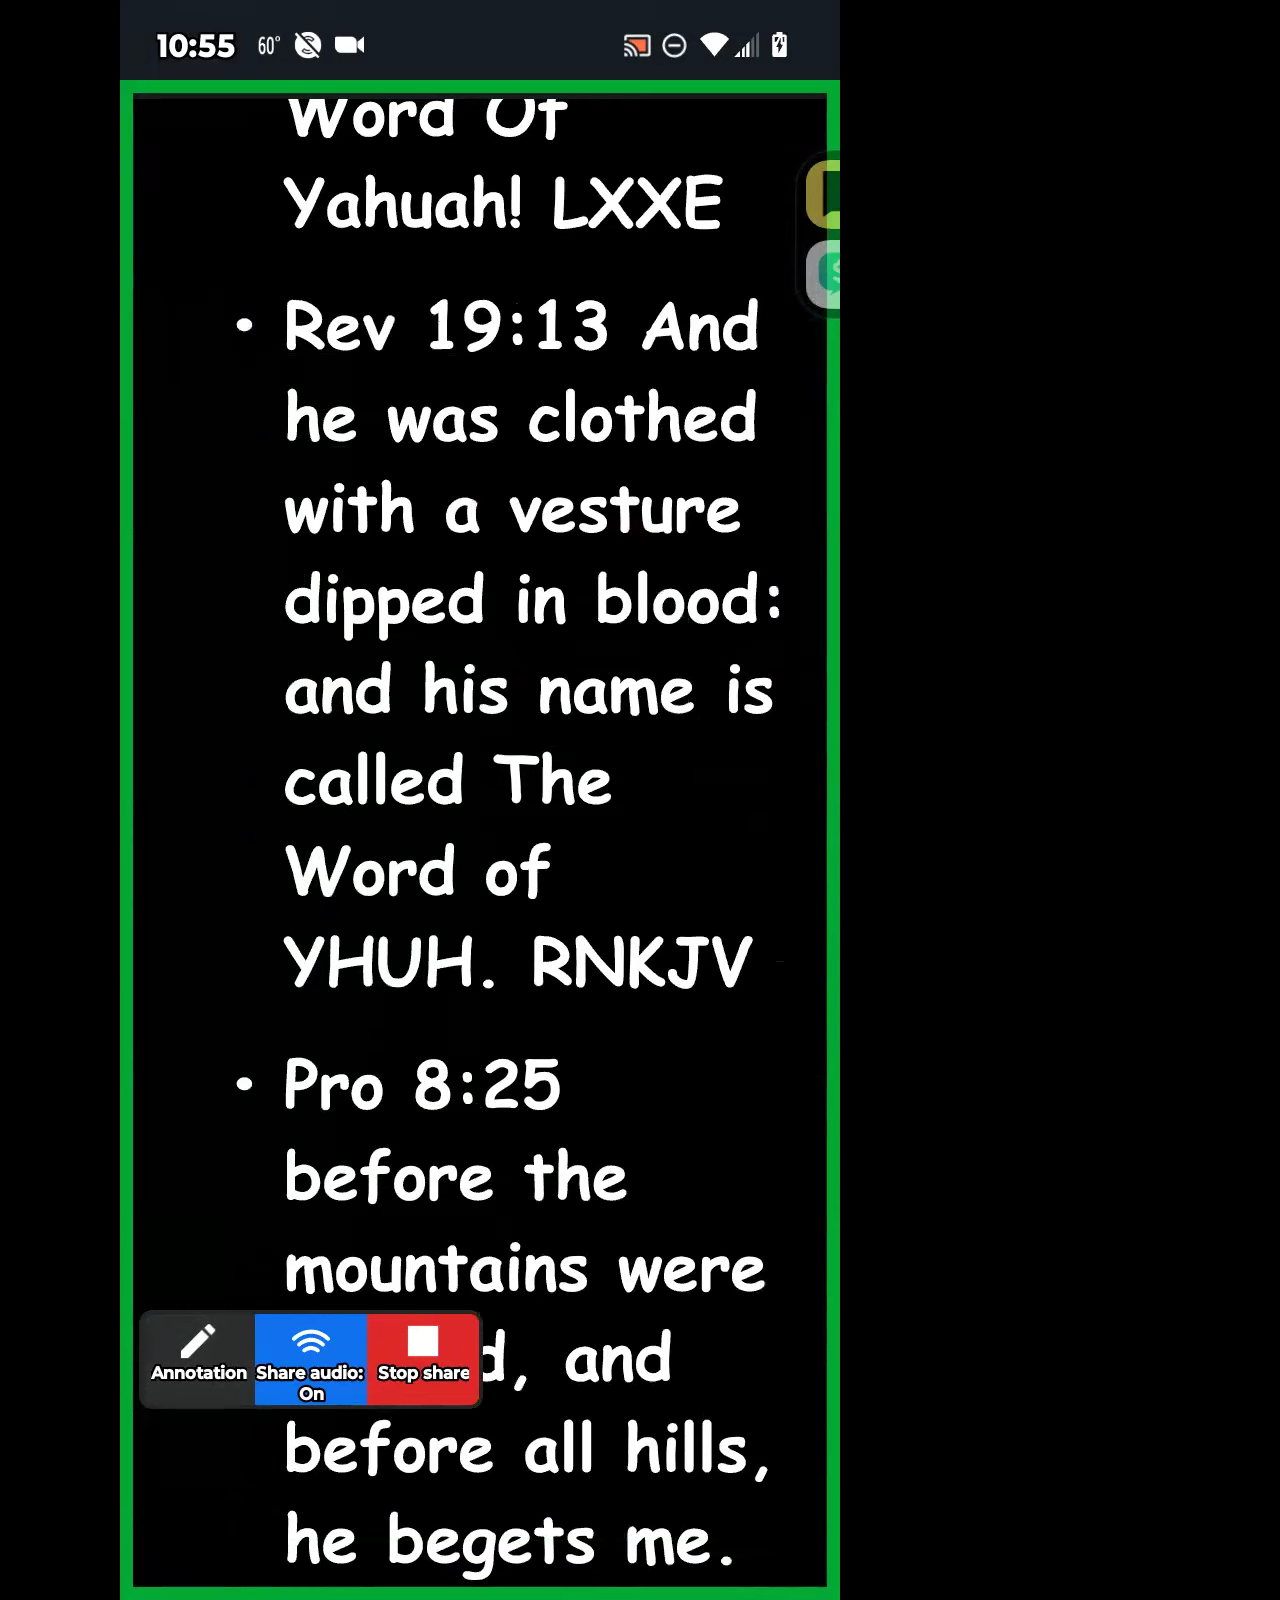 10:55 60°
Word Of
Yahuah! LXXE
• Rev 19:13 And
he was clothed
with a vesture
dipped in blood:
and his name is
called The
Word of
YHUH. RNKJV
• Pro 8:25
before the
mountains were
d, and
Annotation Share audio: On Stop share
before all hills,
he begets me.